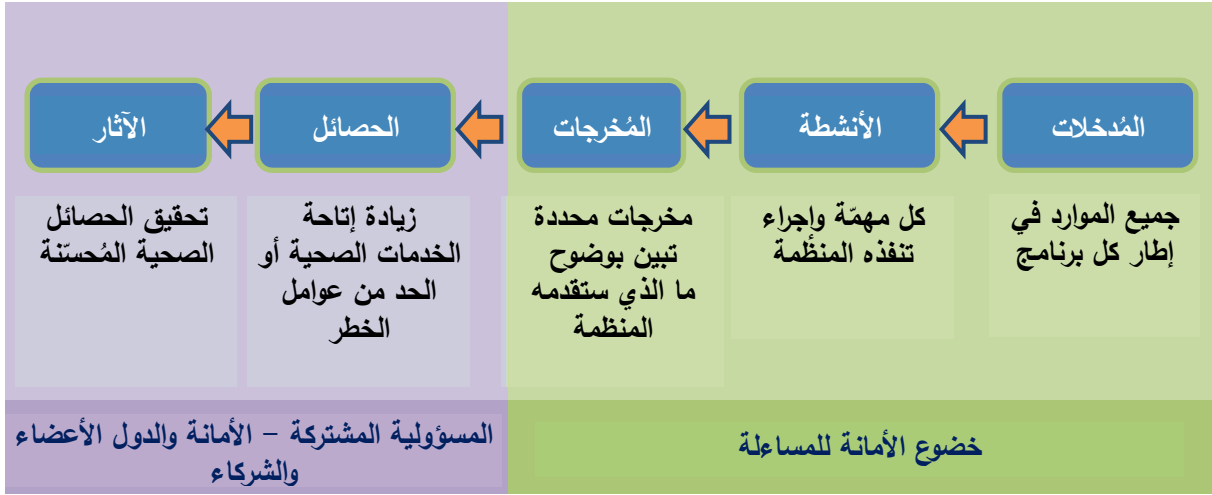 المُدخلات
الأنشطة
المُخرجات
الحصائل
الآثار
جميع الموارد في
إطار كل برنامج
كل مهمّة وإجراء
تنفذه المنظمة
مخرجات محددة
تبين بوضوح
ما الذي ستقدمه
المنظمة
زيادة إتاحة
الخدمات الصحية أو
الحد من عوامل
الخطر
تحقيق الحصائل
الصحية المُحسّنة
خضوع الأمانة للمساءلة
المسؤولية المشتركة – الأمانة والدول الأعضاء
والشركاء